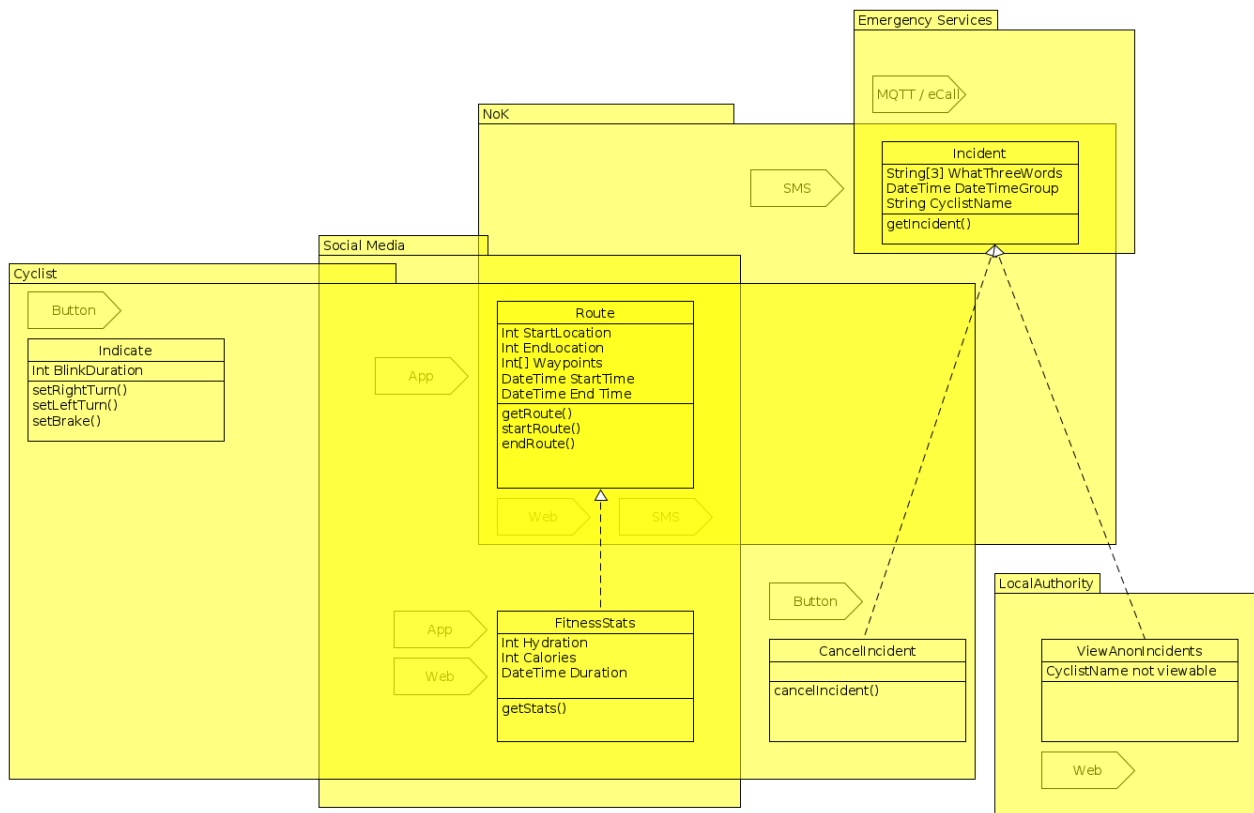 Emergency Services
MQTT / eCall
NoK
SMS
Incident
String[3] WhatThreeWords
DateTime DateTimeGroup
String CyclistName
getIncident()
Social Media
Cyclist
Button
Indicate
Int BlinkDuration
setRightTurn()
setLeftTurn()
setBrake()
App
Route
Int StartLocation
Int EndLocation
Int[] Waypoints
DateTime StartTime
DateTime End Time
getRoute()
startRoute()
endRoute()
Web
SMS
App
Web
FitnessStats
Int Hydration
Int Calories
DateTime Duration
getStats()
Button
CancelIncident
cancelIncident()
LocalAuthority
ViewAnonIncidents
CyclistName not viewable
Web